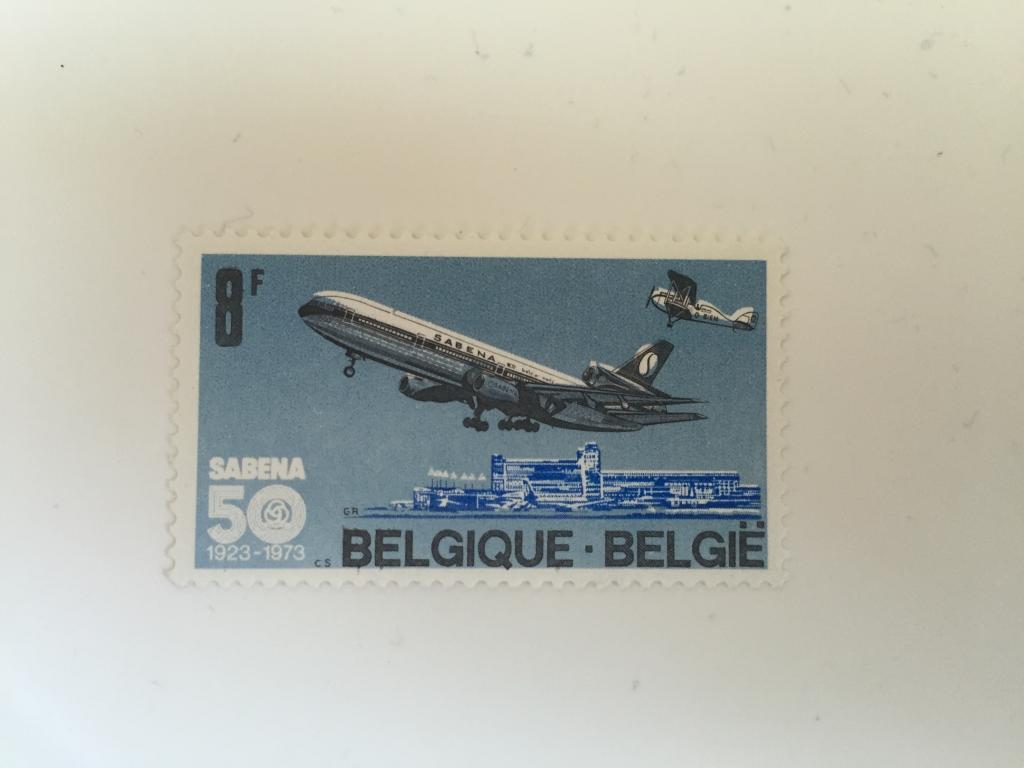 8F
SABENA
SABENA
50
1923-1973
GR
CS
BELGIQUE · BELGIË